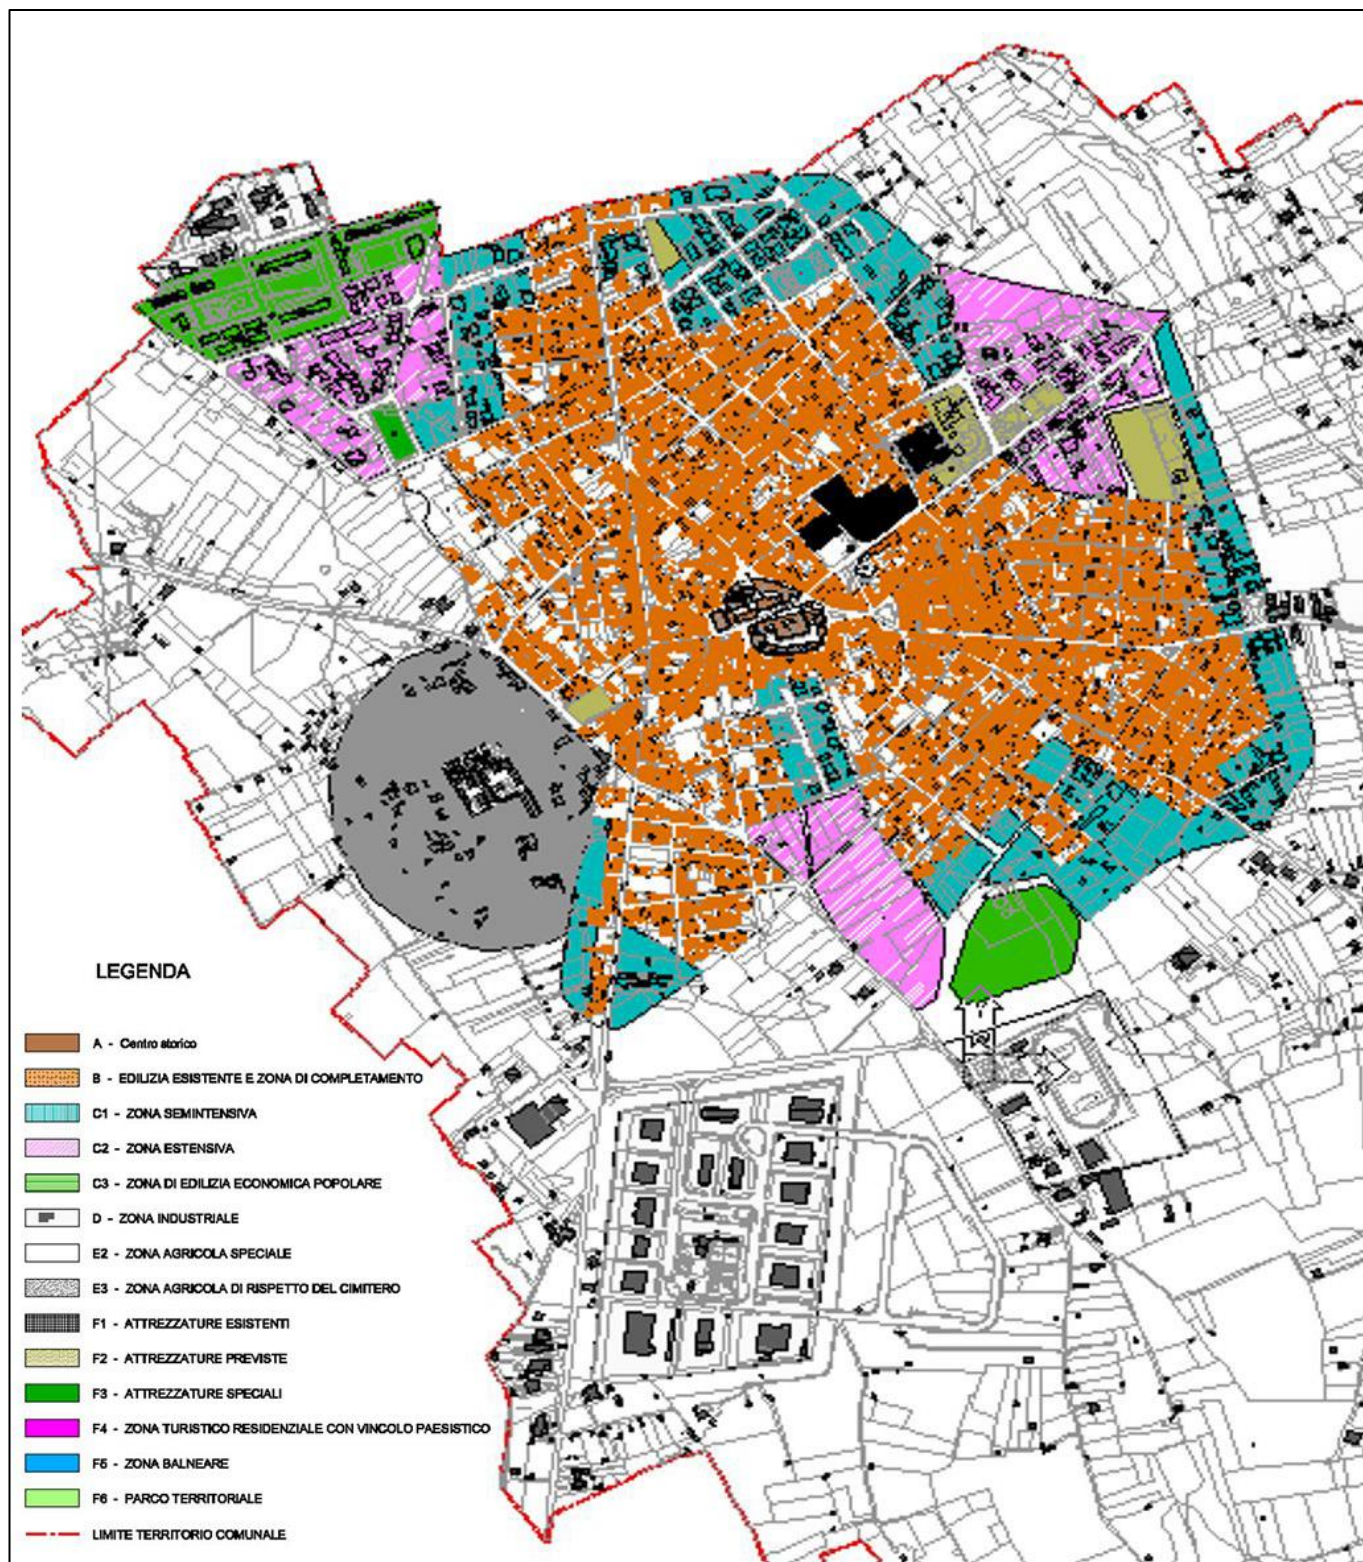 LEGENDA
A - Centro storico
B - EDILIZIA ESISTENTE E ZONA DI COMPLETAMENTO
C1 - ZONA SEMINTENSIVA
C2 - ZONA ESTENSIVA
C3 - ZONA DI EDILIZIA ECONOMICA POPOLARE
D - ZONA INDUSTRIALE
E2 - ZONA AGRICOLA SPECIALE
E3 - ZONA AGRICOLA DI RISPETTO DEL CIMITERO
F1 - ATTREZZATURE ESISTENTI
F2 - ATTREZZATURE PREVISTE
F3 - ATTREZZATURE SPECIALI
F4 - ZONA TURISTICO RESIDENZIALE CON VINCOLO PAESISTICO
F5 - ZONA BALNEARE
F6 - PARCO TERRITORIALE
LIMITE TERRITORIO COMUNALE